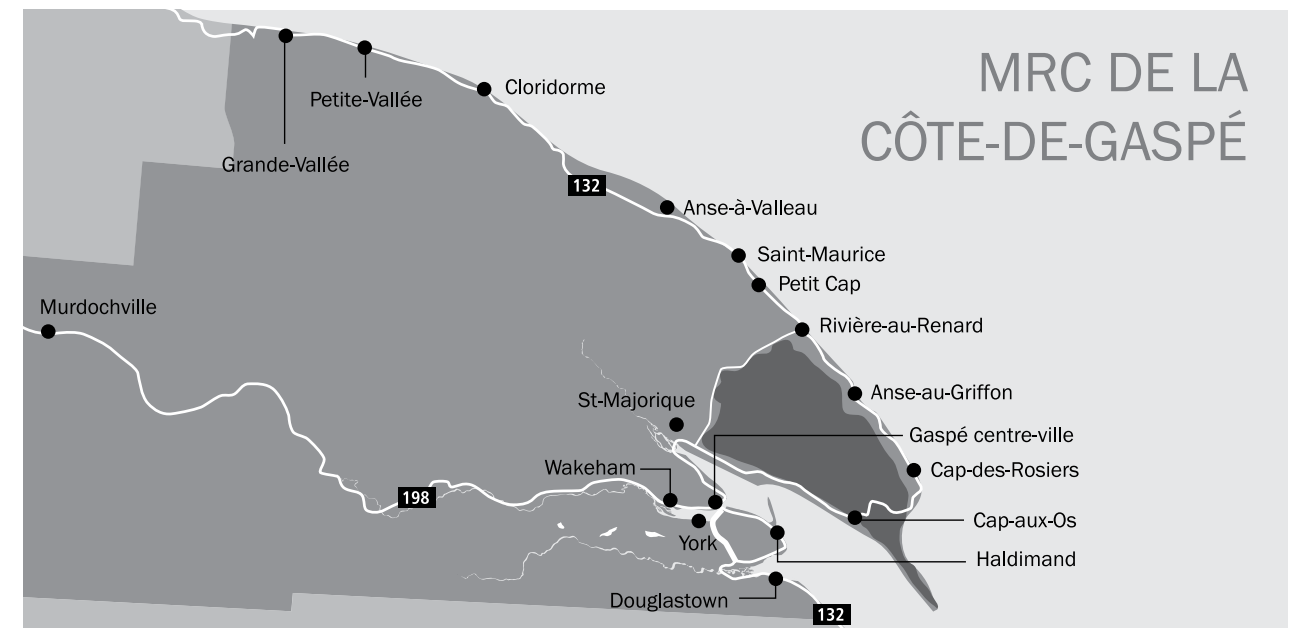 MRC DE LA
CÔTE-DE-GASPÉ
Petite-Vallée
Cloridorme
Grande-Vallée
132
Anse-à-Valleau
Saint-Maurice
Petit Cap
Murdochville
Rivière-au-Renard
Anse-au-Griffon
St-Majorique
Gaspé centre-ville
Wakeham
Cap-des-Rosiers
198
Cap-aux-Os
York
Haldimand
Douglastown
132